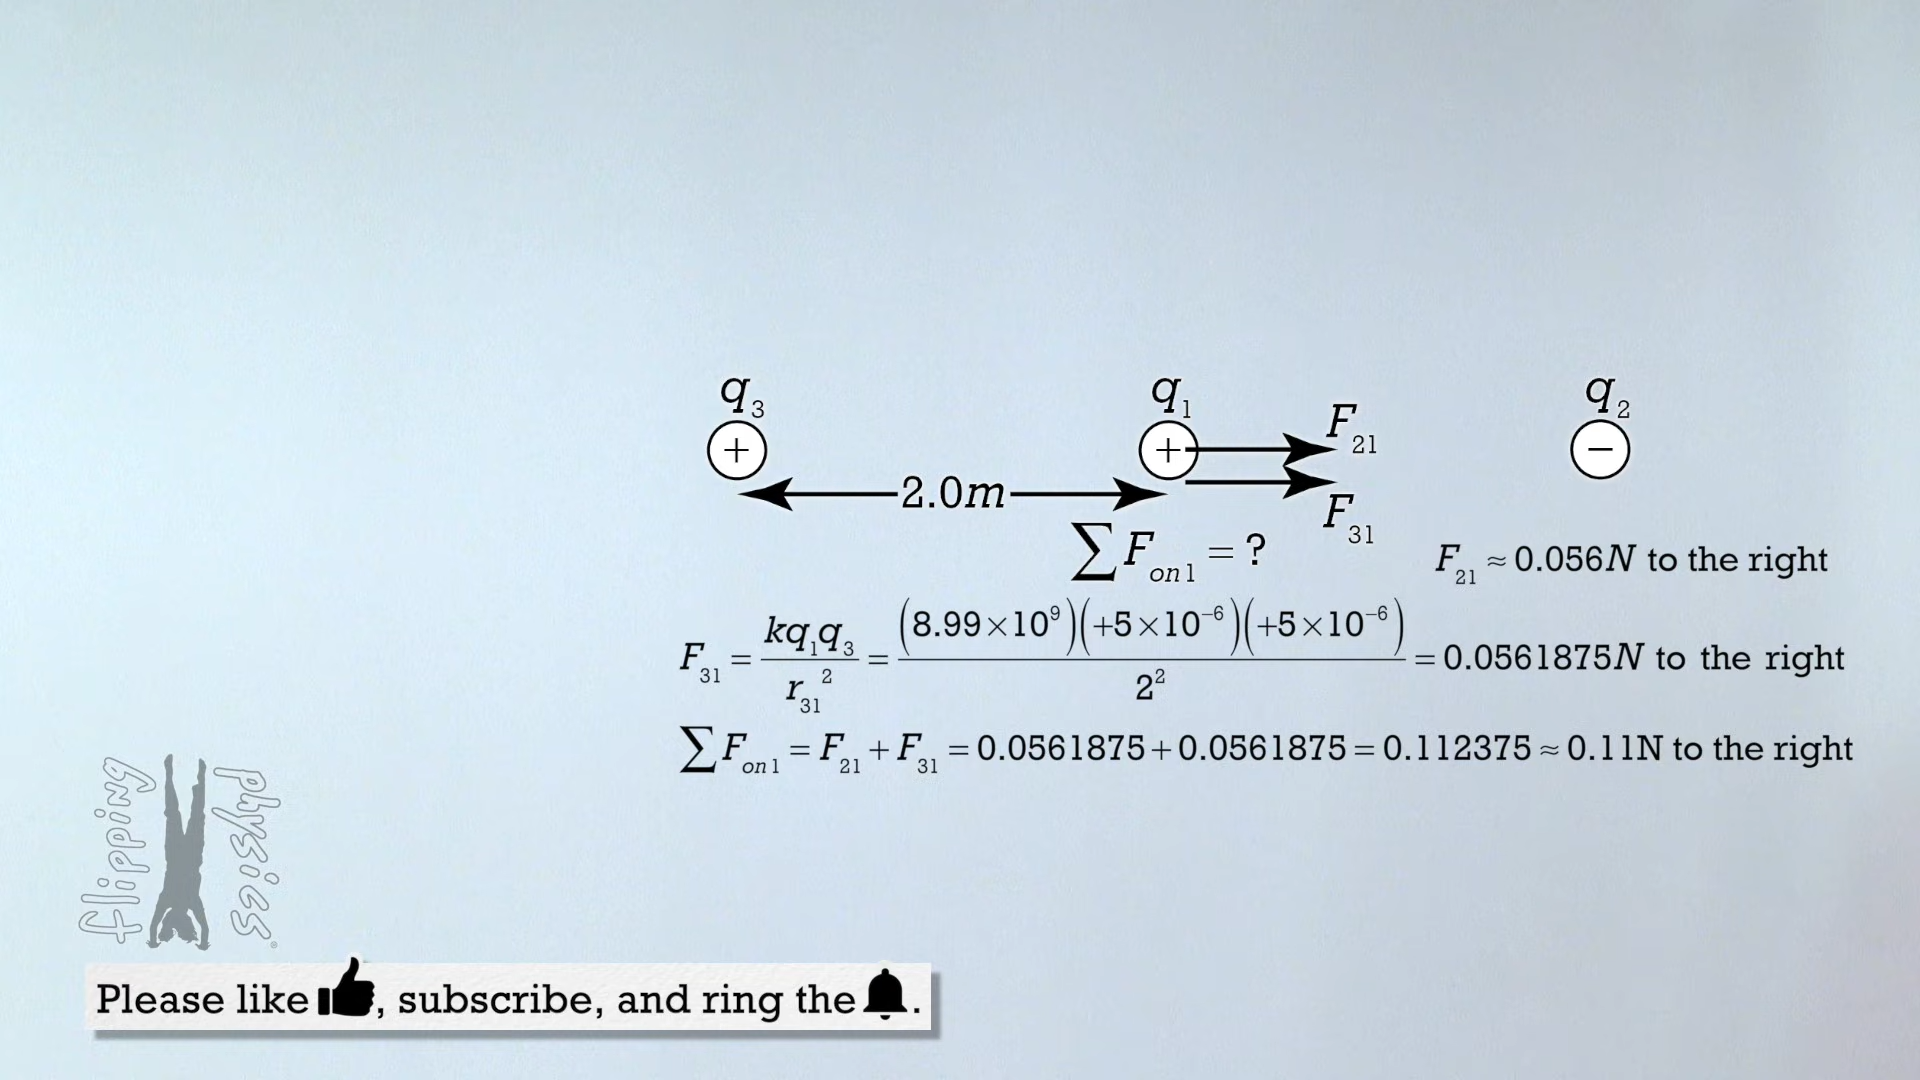 q₃ q₁ q₂
+ + −
F₂₁
2.0m
F₃₁
∑F_on1 = ?
F₂₁ ≈ 0.056N to the right
F₃₁ = kq₁q₃ / r₃₁² = (8.99×10⁹)(+5×10⁻⁶)(+5×10⁻⁶) / 2² = 0.0561875N to the right
∑F_on1 = F₂₁ + F₃₁ = 0.0561875+0.0561875 = 0.112375 ≈ 0.11N to the right
flipping physics®
Please like , subscribe, and ring the .